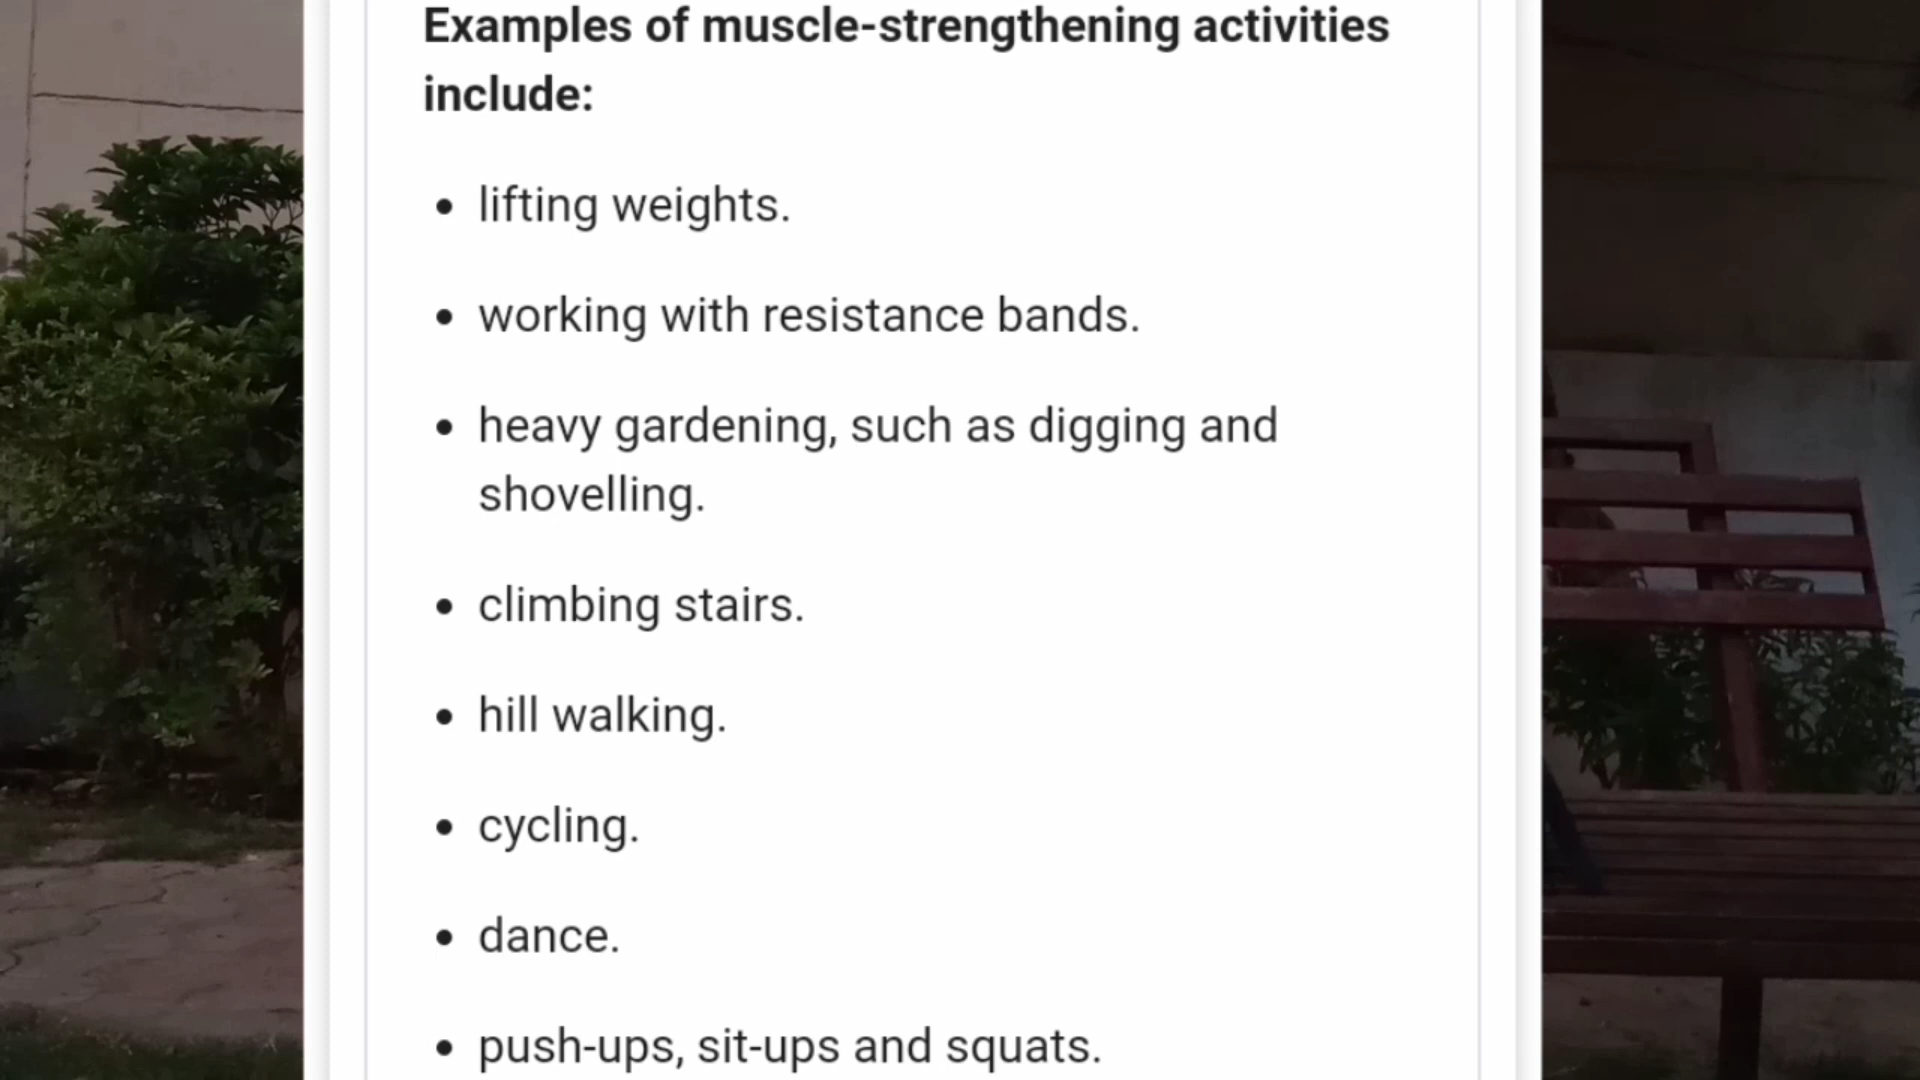 Examples of muscle-strengthening activities
include:
• lifting weights.
• working with resistance bands.
• heavy gardening, such as digging and
shovelling.
• climbing stairs.
• hill walking.
• cycling.
• dance.
• push-ups, sit-ups and squats.